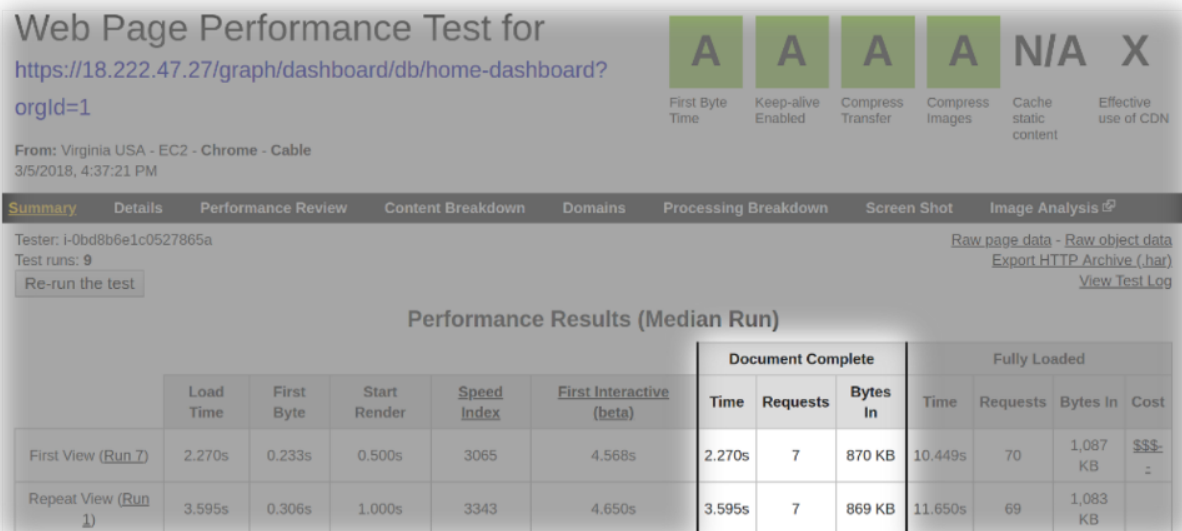 Web Page Performance Test for
https://18.222.47.27/graph/dashboard/db/home-dashboard?
orgId=1
From: Virginia USA - EC2 - Chrome - Cable
3/5/2018, 4:37:21 PM
A A A A N/A X
First Byte Time Keep-alive Enabled Compress Transfer Compress Images Cache static content Effective use of CDN
Summary Details Performance Review Content Breakdown Domains Processing Breakdown Screen Shot Image Analysis
Tester: i-0bd8b6e1c0527865a
Test runs: 9
Re-run the test
Raw page data - Raw object data
Export HTTP Archive (.har)
View Test Log
Performance Results (Median Run)
Document Complete Fully Loaded
Load Time First Byte Start Render Speed Index First Interactive (beta) Time Requests Bytes In Time Requests Bytes In Cost
First View (Run 7) 2.270s 0.233s 0.500s 3065 4.568s 2.270s 7 870 KB 10.449s 70 1,087 KB $$$--
Repeat View (Run 1) 3.595s 0.306s 1.000s 3343 4.650s 3.595s 7 869 KB 11.650s 69 1,083 KB